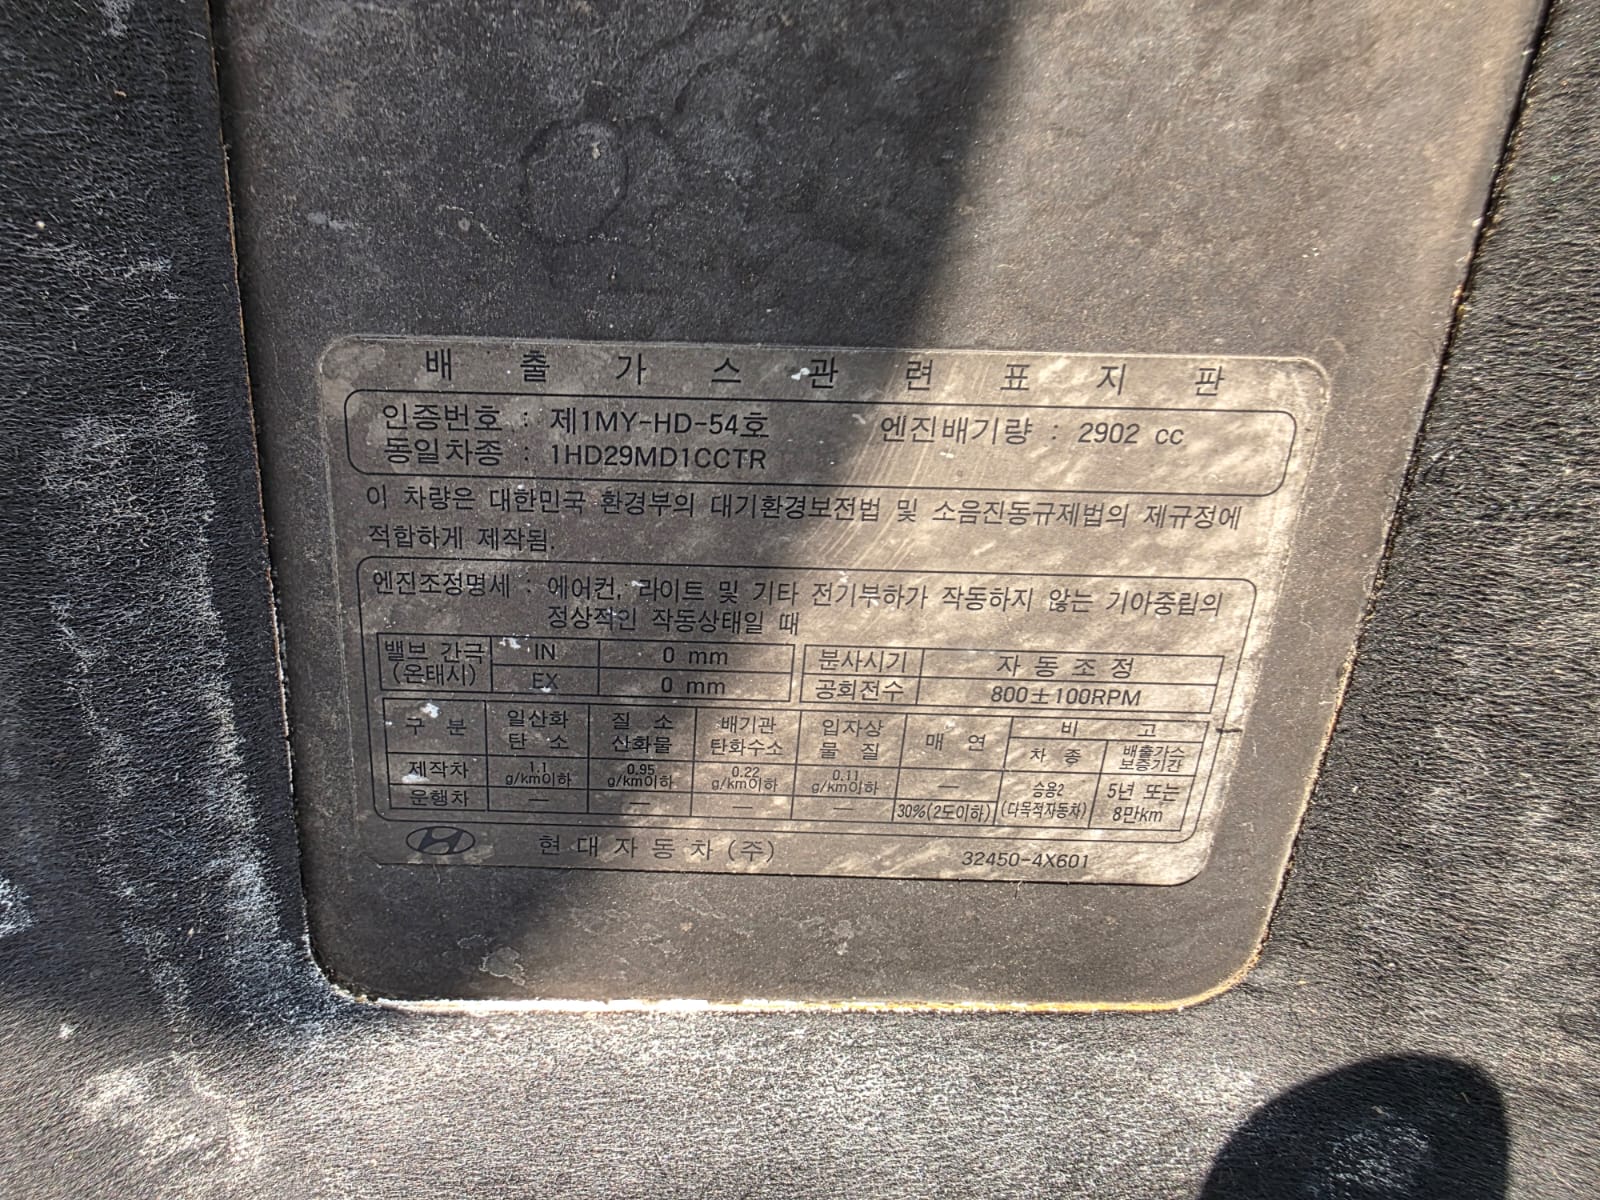 배 출 가 스 관 련 표 지 판
인증번호 : 제1MY-HD-54호 엔진배기량 : 2902 cc
동일차종 : 1HD29MD1CCTR
이 차량은 대한민국 환경부의 대기환경보전법 및 소음진동규제법의 제규정에
적합하게 제작됨.
엔진조정명세 : 에어컨, 라이트 및 기타 전기부하가 작동하지 않는 기아중립의
정상적인 작동상태일 때
밸브 간극 (온태시) IN 0 mm 분사시기 자 동 조 정
EX 0 mm 공회전수 800±100RPM
구 분 일산화 탄 소 질 소 산화물 배기관 탄화수소 입자상 물 질 매 연 비 고
차 종 배출가스 보증기간
제작차 1.1 g/km이하 0.95 g/km이하 0.22 g/km이하 0.11 g/km이하 — 승용2 (다목적자동차) 5년 또는 8만km
운행차 — — — — 30%(2도이하)
현 대 자 동 차 (주) 32450-4X601